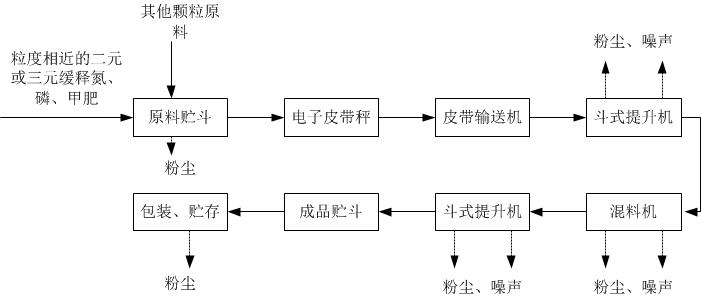 其他颗粒原
料
粉尘、噪声
粒度相近的二元
或三元缓释氮、
磷、甲肥
原料贮斗
电子皮带秤
皮带输送机
斗式提升机
粉尘
包装、贮存
成品贮斗
斗式提升机
混料机
粉尘
粉尘、噪声
粉尘、噪声